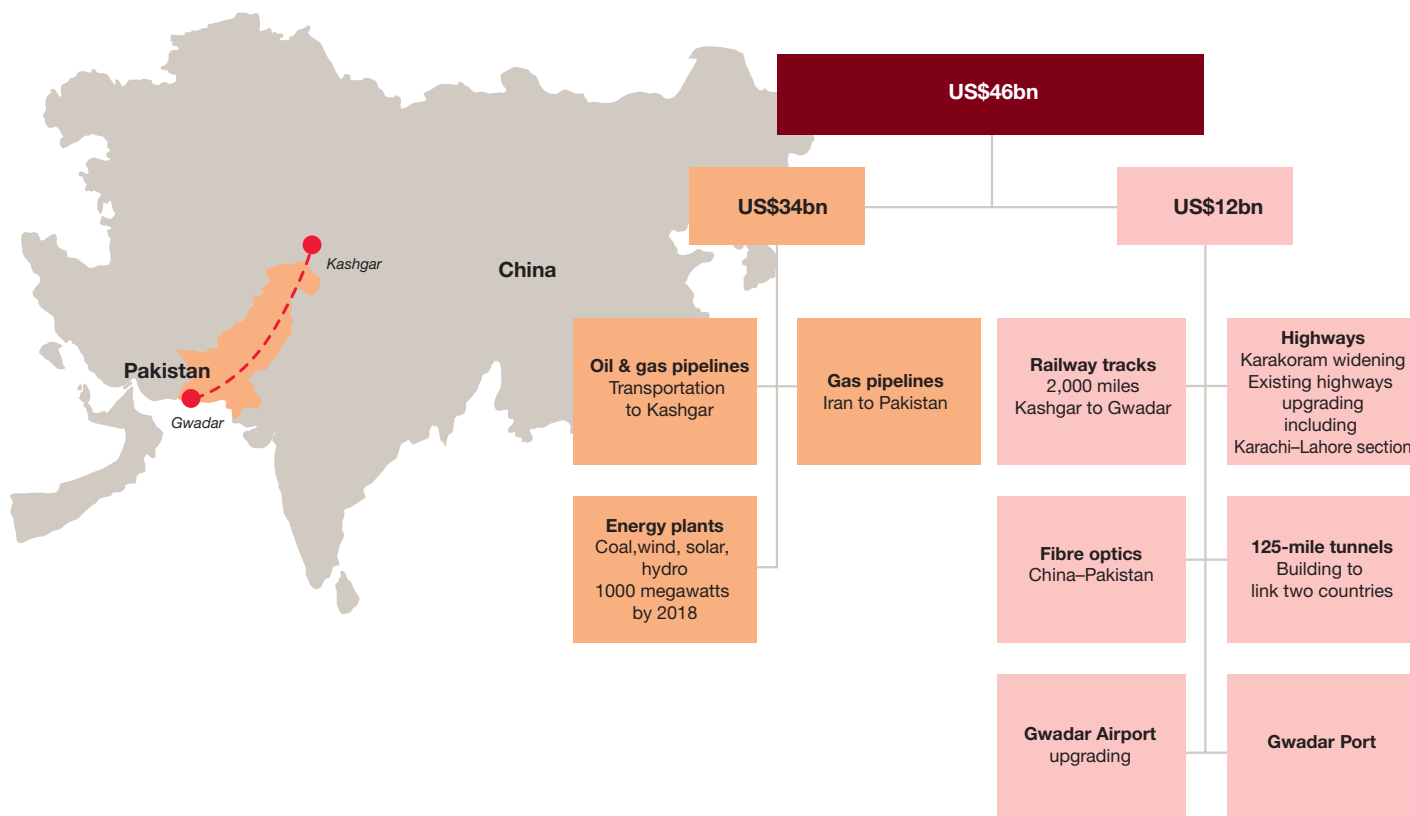 US$46bn
US$34bn
US$12bn
Kashgar
China
Pakistan
Gwadar
Oil & gas pipelines
Transportation
to Kashgar
Gas pipelines
Iran to Pakistan
Railway tracks
2,000 miles
Kashgar to Gwadar
Highways
Karakoram widening
Existing highways
upgrading
including
Karachi–Lahore section
Energy plants
Coal,wind, solar,
hydro
1000 megawatts
by 2018
Fibre optics
China–Pakistan
125-mile tunnels
Building to
link two countries
Gwadar Airport
upgrading
Gwadar Port